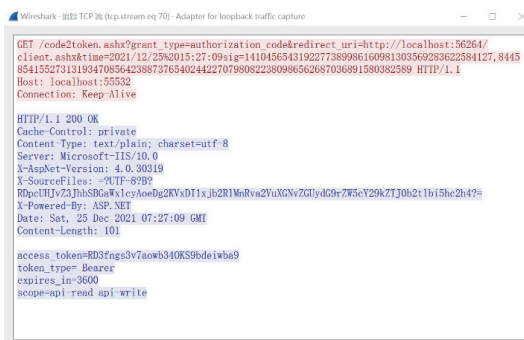 Wireshark · 追踪 TCP 流 (tcp.stream eq 70) · Adapter for loopback traffic capture
GET /code2token.ashx?grant_type=authorization_code&redirect_uri=http://localhost:56264/
client.ashx&time=2021/12/25%2015:27:09sig=14104565431922773899861609813035692836225841 27,8445
85415527313193470856423887376540244227079808223809865626870368915803825​89 HTTP/1.1
Host: localhost:55532
Connection: Keep-Alive
HTTP/1.1 200 OK
Cache-Control: private
Content-Type: text/plain; charset=utf-8
Server: Microsoft-IIS/10.0
X-AspNet-Version: 4.0.30319
X-SourceFiles: =?UTF-8?B?
RDpcUHJvZ3JhbSBGaWxlcyAoeDg2KVxDI1xjb2RlMnRva2VuXGNvZGUydG9rZW5cY29kZTJ0b2tlbi5hc2h4?=
X-Powered-By: ASP.NET
Date: Sat, 25 Dec 2021 07:27:09 GMT
Content-Length: 101
access_token=RD3fngs3v7aowb340KS9bdeiwba9
token_type= Bearer
expires_in=3600
scope=api-read api-write